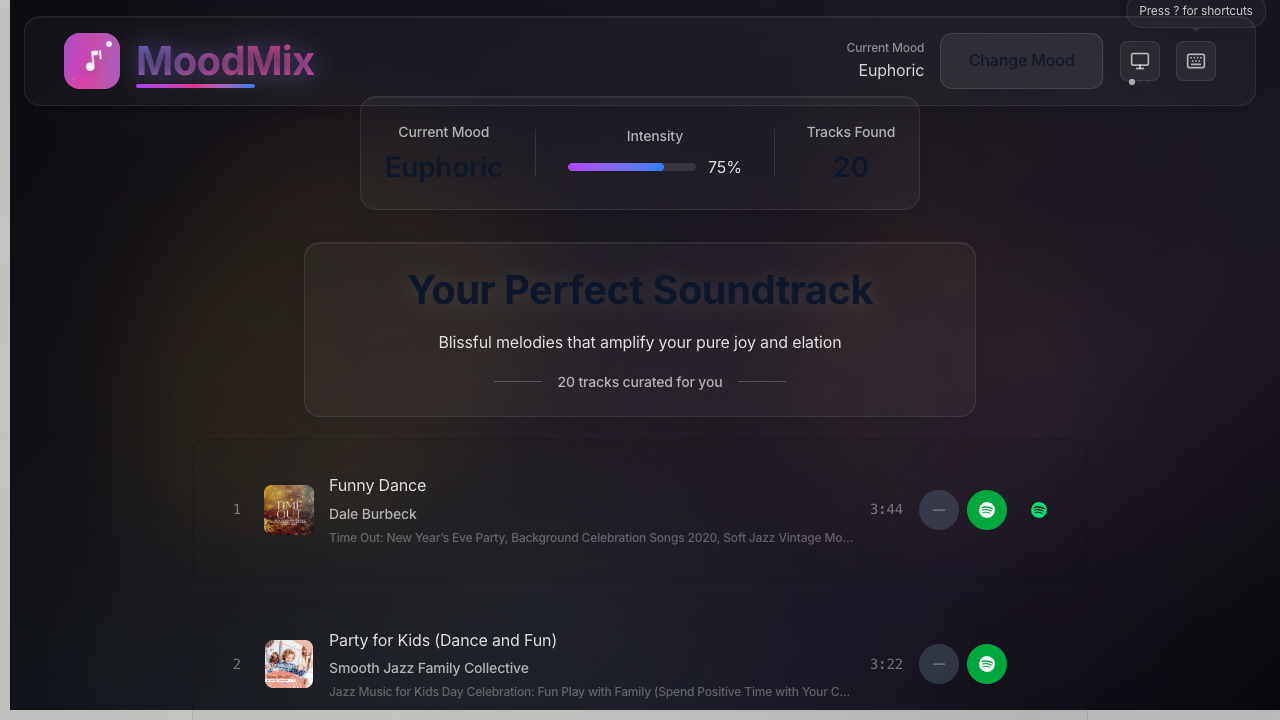 Press ? for shortcuts
MoodMix
Current Mood
Euphoric
Change Mood
Current Mood
Euphoric
Intensity
75%
Tracks Found
20
Your Perfect Soundtrack
Blissful melodies that amplify your pure joy and elation
20 tracks curated for you
1
TIME
OUT
Funny Dance
Dale Burbeck
Time Out: New Year's Eve Party, Background Celebration Songs 2020, Soft Jazz Vintage Mo...
3:44
2
Party for Kids (Dance and Fun)
Smooth Jazz Family Collective
Jazz Music for Kids Day Celebration: Fun Play with Family (Spend Positive Time with Your C...
3:22